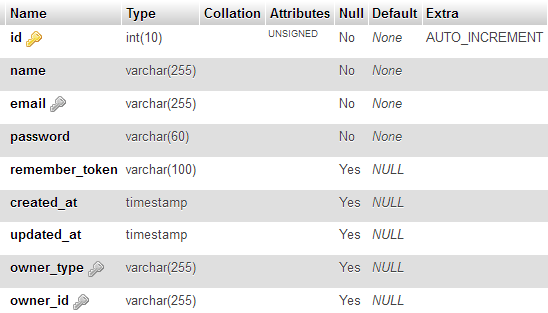 Name Type Collation Attributes Null Default Extra
id int(10) UNSIGNED No None AUTO_INCREMENT
name varchar(255) No None
email varchar(255) No None
password varchar(60) No None
remember_token varchar(100) Yes NULL
created_at timestamp Yes NULL
updated_at timestamp Yes NULL
owner_type varchar(255) Yes NULL
owner_id varchar(255) Yes NULL